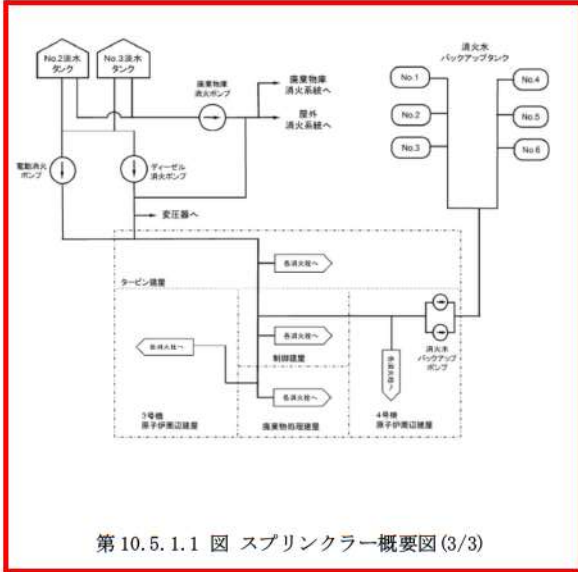 No.2淡水
タンク
No.3淡水
タンク
消火水
バックアップタンク
No.1
No.2
No.3
No.4
No.5
No.6
廃棄物庫
消火ポンプ
廃棄物庫
消火系統へ
屋外
消火系統へ
電動消火
ポンプ
ディーゼル
消火ポンプ
変圧器へ
各消火栓へ
タービン建屋
各消火栓へ
各消火栓へ
制御建屋
各消火栓へ
各消火栓へ
消火水
バックアップ
ポンプ
3号機
原子炉周辺建屋
廃棄物処理建屋
4号機
原子炉周辺建屋
第10.5.1.1 図 スプリンクラー概要図(3/3)